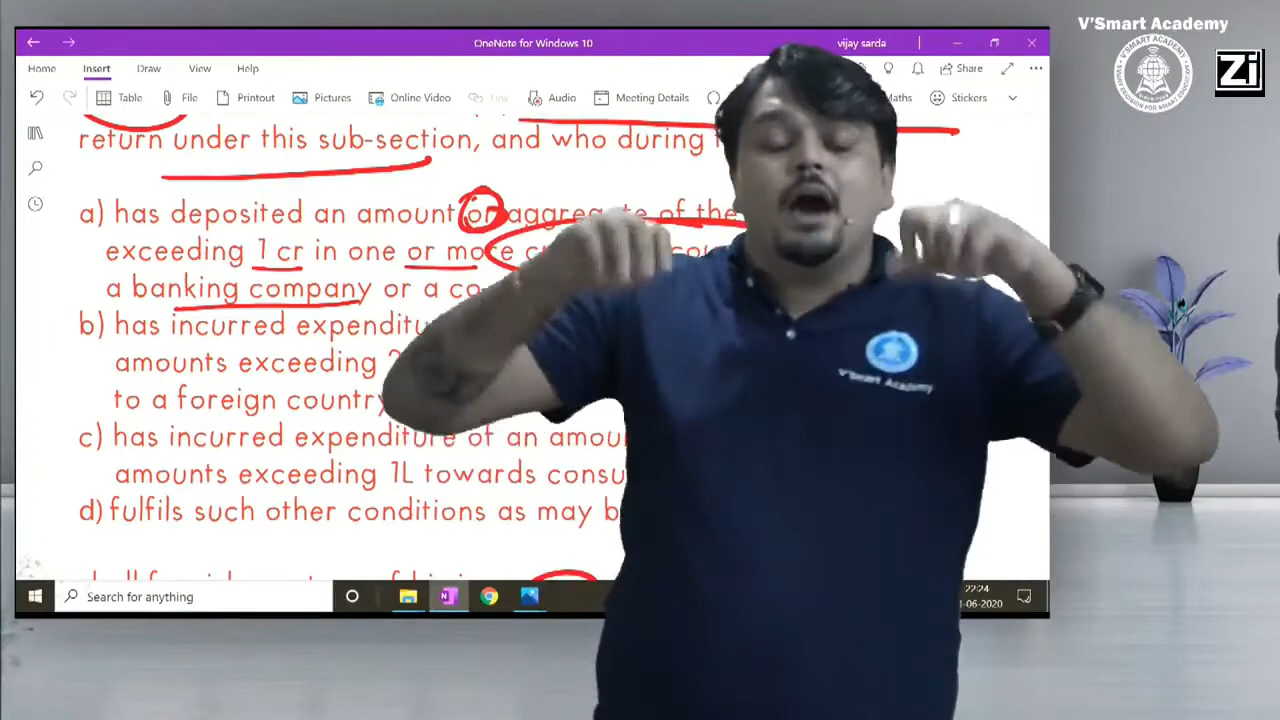 V'Smart Academy
OneNote for Windows 10
vijay sarda
Home Insert Draw View Help
Share
Table File Printout Pictures Online Video Audio Meeting Details Maths Stickers
return under this sub-section, and who during
a) has deposited an amount or aggregate of the
exceeding 1 cr in one or more
a banking company or a co-
b) has incurred
amounts exceeding
to a foreign country
c) has incurred expenditure of an
amounts exceeding 1L towards
d) fulfils such other conditions as may
Search for anything
22:24
V'Smart Academy
Zi